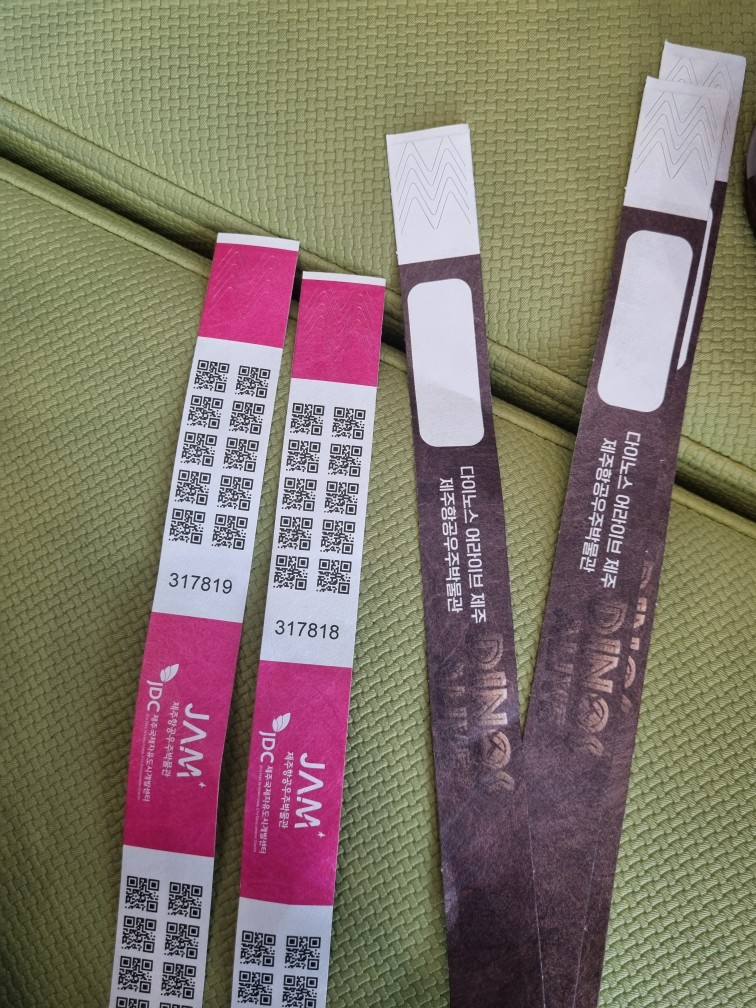 317819
JAM
제주항공우주박물관
JDC 제주국제자유도시개발센터
317818
JAM
제주항공우주박물관
JDC 제주국제자유도시개발센터
다이노스 어라이브 제주
제주항공우주박물관
DINOS
ALIVE
다이노스 어라이브 제주
제주항공우주박물관
DINOS
ALIVE